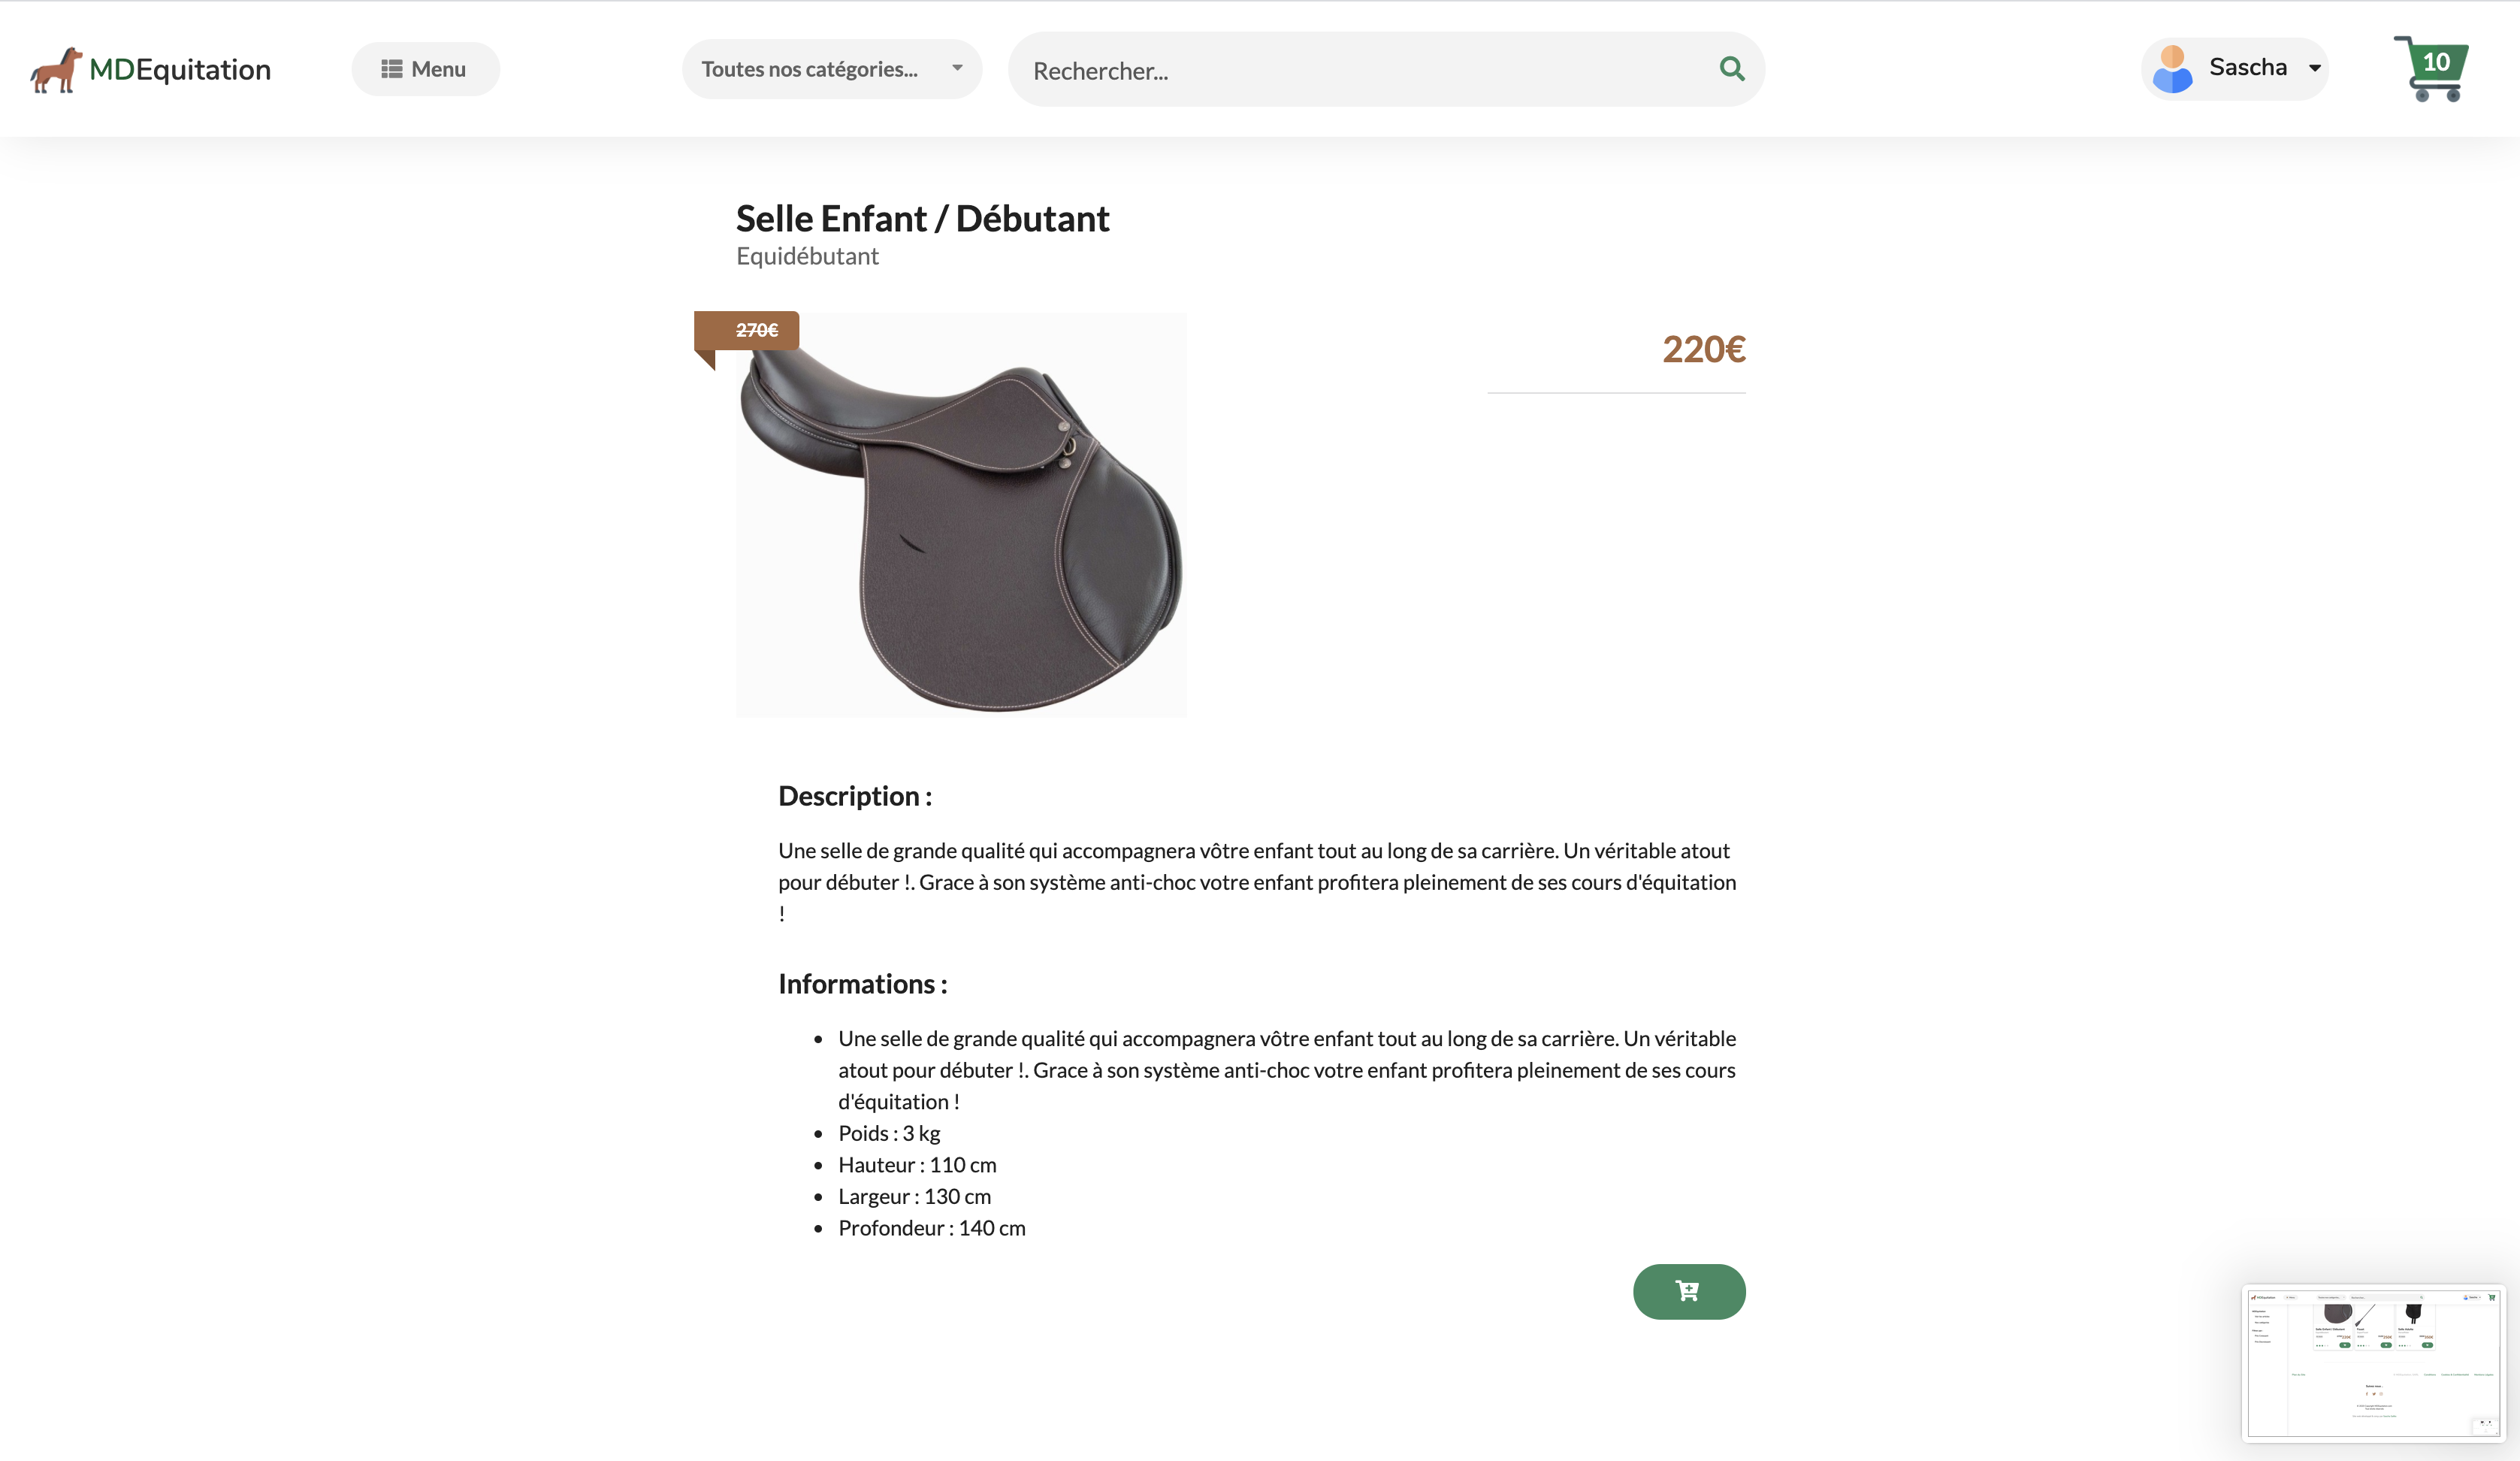 MDEquitation
Menu
Toutes nos catégories...
Rechercher...
Sascha
10
Selle Enfant / Débutant
Equidébutant
270€
220€
Description :
Une selle de grande qualité qui accompagnera vôtre enfant tout au long de sa carrière. Un véritable atout
pour débuter !. Grace à son système anti-choc votre enfant profitera pleinement de ses cours d'équitation
!
Informations :
Une selle de grande qualité qui accompagnera vôtre enfant tout au long de sa carrière. Un véritable
atout pour débuter !. Grace à son système anti-choc votre enfant profitera pleinement de ses cours
d'équitation !
Poids : 3 kg
Hauteur : 110 cm
Largeur : 130 cm
Profondeur : 140 cm